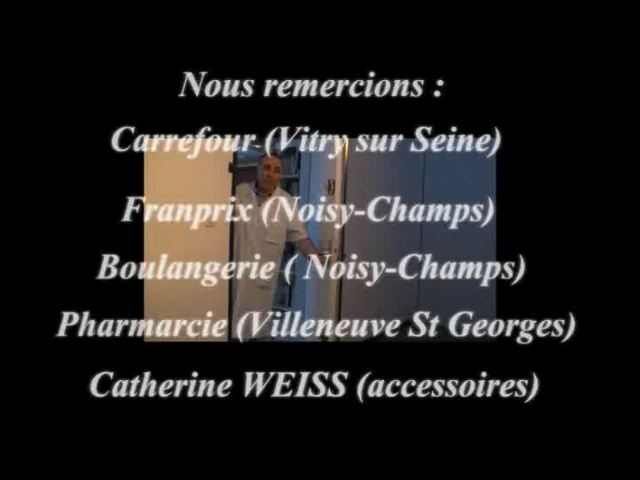 Nous remercions :
Carrefour (Vitry sur Seine)
Franprix (Noisy-Champs)
Boulangerie ( Noisy-Champs)
Pharmarcie (Villeneuve St Georges)
Catherine WEISS (accessoires)